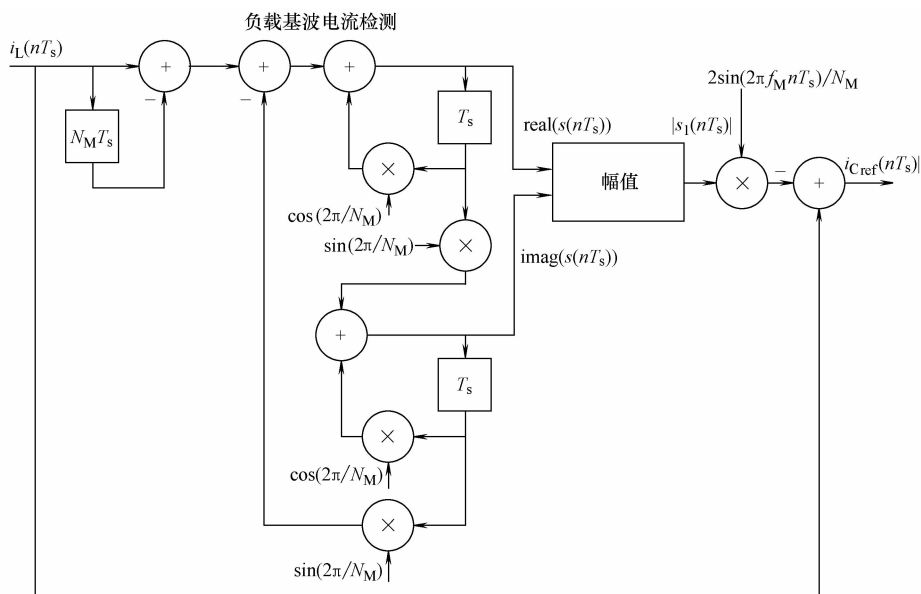 负载基波电流检测
i_L(nT_s)
2sin(2πf_M nT_s)/N_M
T_s
real(s(nT_s))
|s_1(nT_s)|
N_M T_s
幅值
i_Cref(nT_s)|
cos(2π/N_M)
sin(2π/N_M)
imag(s(nT_s))
T_s
cos(2π/N_M)
sin(2π/N_M)